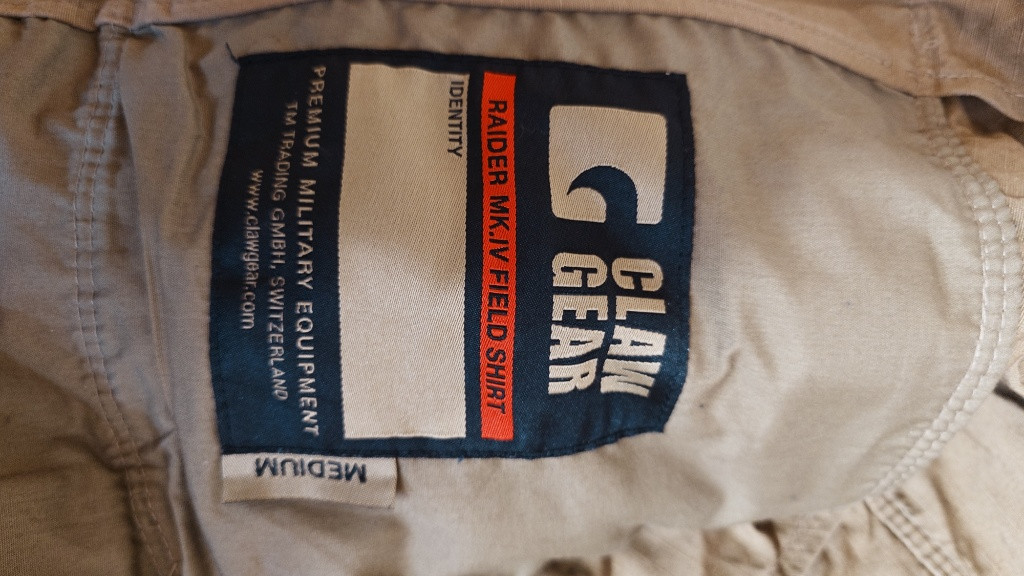 CLAW
GEAR
RAIDER MK.IV FIELD SHIRT
IDENTITY
PREMIUM MILITARY EQUIPMENT
TM TRADING GMBH, SWITZERLAND
www.clawgear.com
MEDIUM